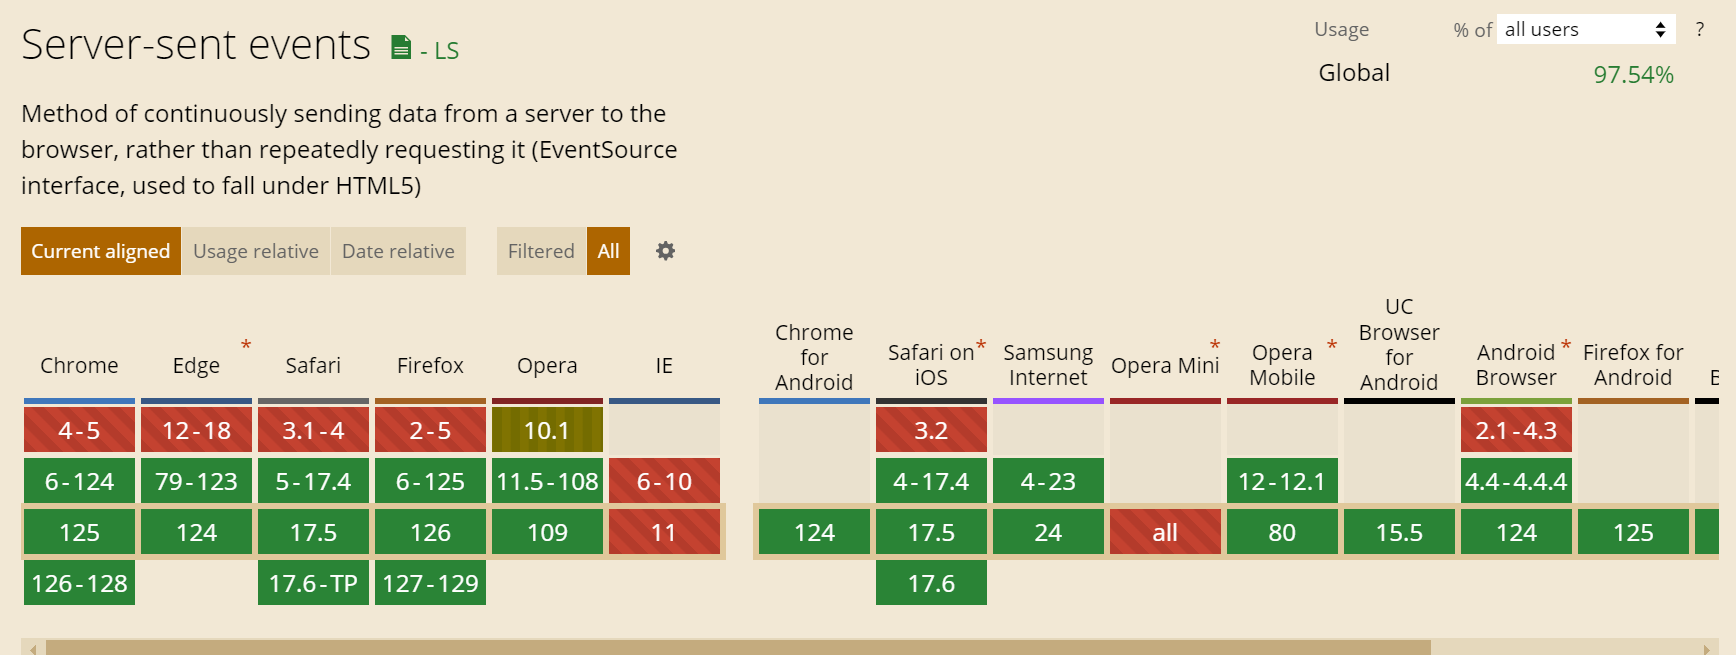 Server-sent events - LS
Usage % of all users ?
Global 97.54%
Method of continuously sending data from a server to the
browser, rather than repeatedly requesting it (EventSource
interface, used to fall under HTML5)
Current aligned Usage relative Date relative Filtered All
Chrome
Edge *
Safari
Firefox
Opera
IE
Chrome
for
Android
Safari on *
iOS
Samsung
Internet
Opera Mini *
Opera *
Mobile
UC
Browser
for
Android
Android *
Browser
Firefox for
Android
4-5 12-18 3.1-4 2-5 10.1 3.2 2.1-4.3
6-124 79-123 5-17.4 6-125 11.5-108 6-10 4-17.4 4-23 12-12.1 4.4-4.4.4
125 124 17.5 126 109 11 124 17.5 24 all 80 15.5 124 125
126-128 17.6-TP 127-129 17.6